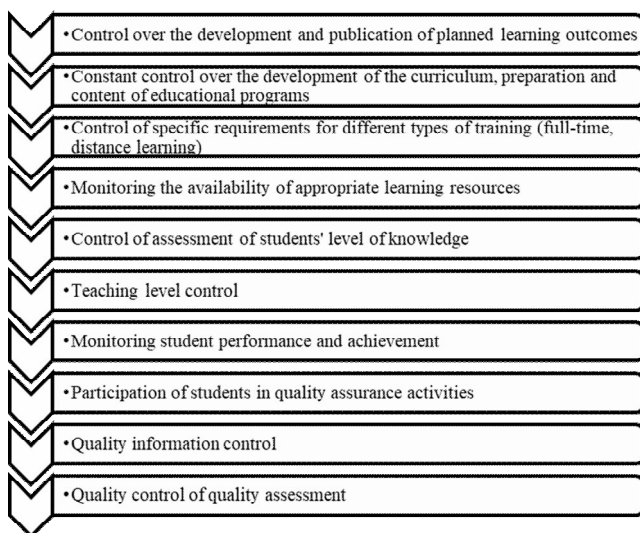 •Control over the development and publication of planned learning outcomes
•Constant control over the development of the curriculum, preparation and
content of educational programs
•Control of specific requirements for different types of training (full-time,
distance learning)
•Monitoring the availability of appropriate learning resources
•Control of assessment of students' level of knowledge
•Teaching level control
•Monitoring student performance and achievement
•Participation of students in quality assurance activities
•Quality information control
•Quality control of quality assessment